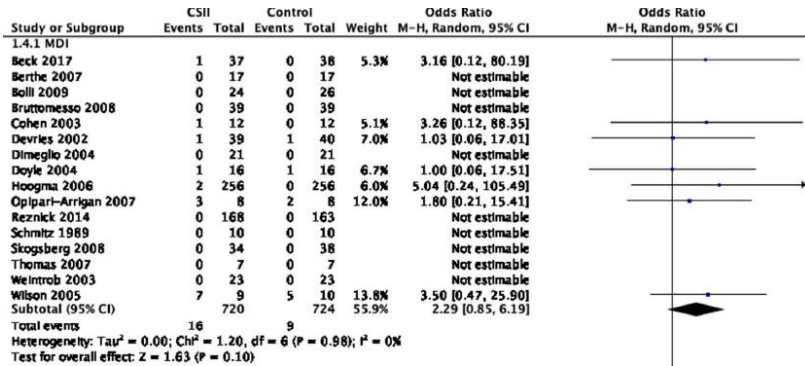 CSII Control Odds Ratio Odds Ratio
Study or Subgroup Events Total Events Total Weight M-H, Random, 95% CI M-H, Random, 95% CI
1.4.1 MDI
Beck 2017 1 37 0 38 5.3% 3.16 [0.12, 80.19]
Berthe 2007 0 17 0 17 Not estimable
Bolli 2009 0 24 0 26 Not estimable
Bruttomesso 2008 0 39 0 39 Not estimable
Cohen 2003 1 12 0 12 5.1% 3.26 [0.12, 88.35]
Devries 2002 1 39 1 40 7.0% 1.03 [0.06, 17.01]
Dimeglio 2004 0 21 0 21 Not estimable
Doyle 2004 1 16 1 16 6.7% 1.00 [0.06, 17.51]
Hoogma 2006 2 256 0 256 6.0% 5.04 [0.24, 105.49]
Opipari-Arrigan 2007 3 8 2 8 12.0% 1.80 [0.21, 15.41]
Reznick 2014 0 168 0 163 Not estimable
Schmitz 1989 0 10 0 10 Not estimable
Skogsberg 2008 0 34 0 38 Not estimable
Thomas 2007 0 7 0 7 Not estimable
Weintrob 2003 0 23 0 23 Not estimable
Wilson 2005 7 9 5 10 13.8% 3.50 [0.47, 25.90]
Subtotal (95% CI) 720 724 55.9% 2.29 [0.85, 6.19]
Total events 16 9
Heterogeneity: Tau² = 0.00; Chi² = 1.20, df = 6 (P = 0.98); I² = 0%
Test for overall effect: Z = 1.63 (P = 0.10)